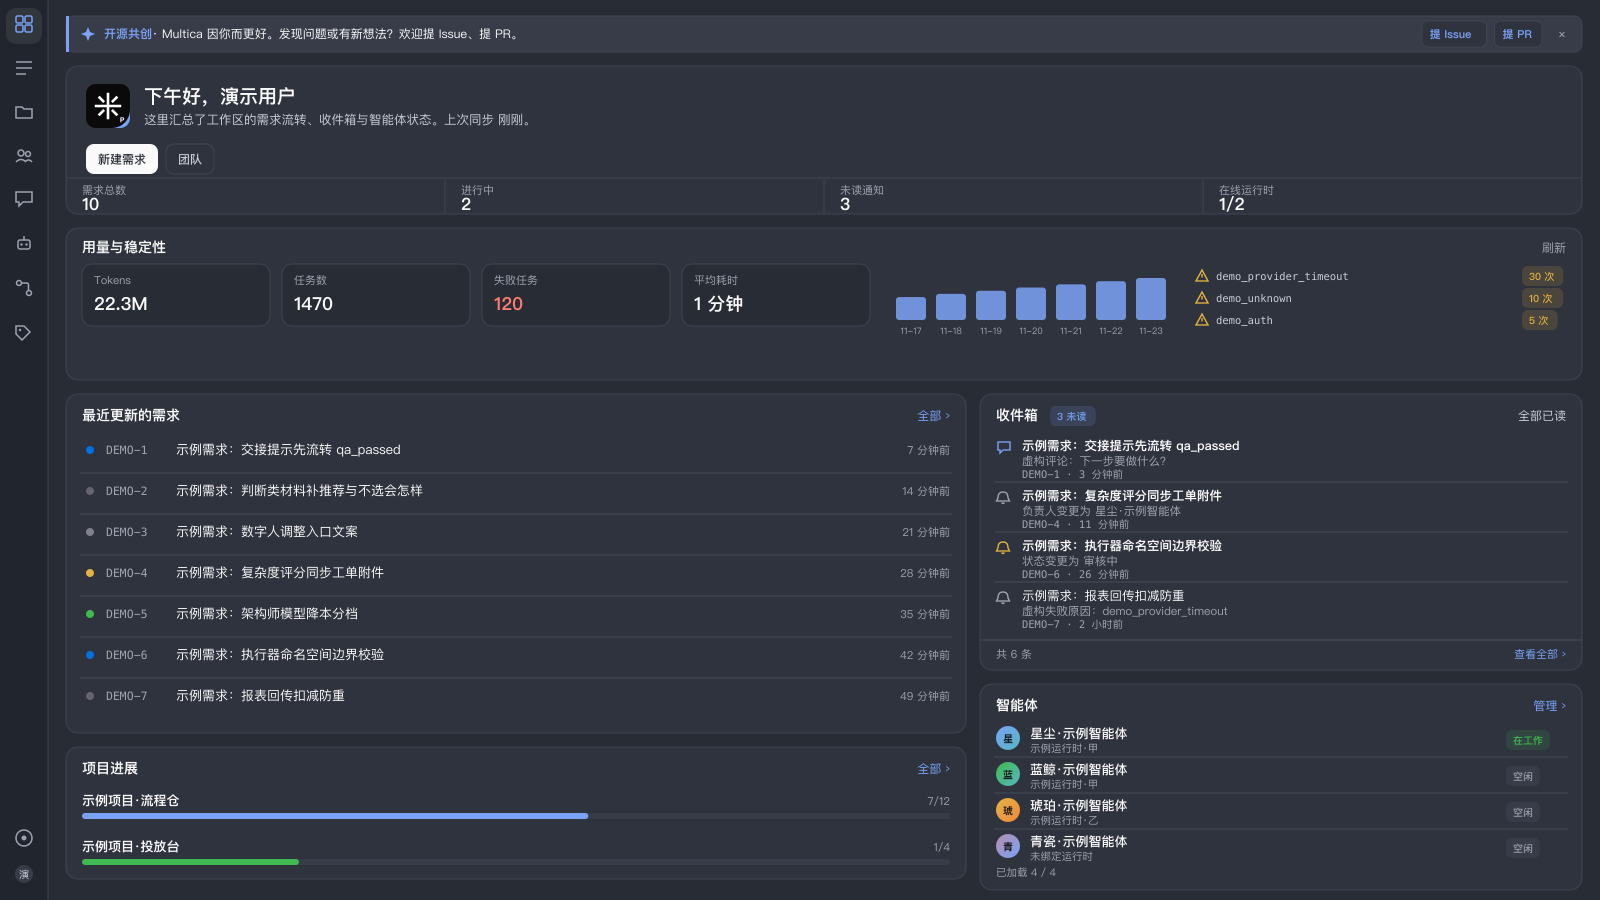 开源共创· Multica 因你而更好。发现问题或有新想法？欢迎提 Issue、提 PR。
提 Issue
提 PR
×
下午好，演示用户
这里汇总了工作区的需求流转、收件箱与智能体状态。上次同步 刚刚。
新建需求
团队
需求总数
10
进行中
2
未读通知
3
在线运行时
1/2
用量与稳定性
刷新
Tokens
22.3M
任务数
1470
失败任务
120
平均耗时
1 分钟
11-17 11-18 11-19 11-20 11-21 11-22 11-23
demo_provider_timeout 30 次
demo_unknown 10 次
demo_auth 5 次
最近更新的需求 全部 ›
DEMO-1 示例需求：交接提示先流转 qa_passed 7 分钟前
DEMO-2 示例需求：判断类材料补推荐与不选会怎样 14 分钟前
DEMO-3 示例需求：数字人调整入口文案 21 分钟前
DEMO-4 示例需求：复杂度评分同步工单附件 28 分钟前
DEMO-5 示例需求：架构师模型降本分档 35 分钟前
DEMO-6 示例需求：执行器命名空间边界校验 42 分钟前
DEMO-7 示例需求：报表回传扣减防重 49 分钟前
项目进展 全部 ›
示例项目·流程仓 7/12
示例项目·投放台 1/4
收件箱 3 未读 全部已读
示例需求：交接提示先流转 qa_passed
虚构评论：下一步要做什么？
DEMO-1 · 3 分钟前
示例需求：复杂度评分同步工单附件
负责人变更为 星尘·示例智能体
DEMO-4 · 11 分钟前
示例需求：执行器命名空间边界校验
状态变更为 审核中
DEMO-6 · 26 分钟前
示例需求：报表回传扣减防重
虚构失败原因：demo_provider_timeout
DEMO-7 · 2 小时前
共 6 条 查看全部 ›
智能体 管理 ›
星 星尘·示例智能体 在工作
示例运行时·甲
蓝 蓝鲸·示例智能体 空闲
示例运行时·甲
琥 琥珀·示例智能体 空闲
示例运行时·乙
青 青瓷·示例智能体 空闲
未绑定运行时
已加载 4 / 4
演